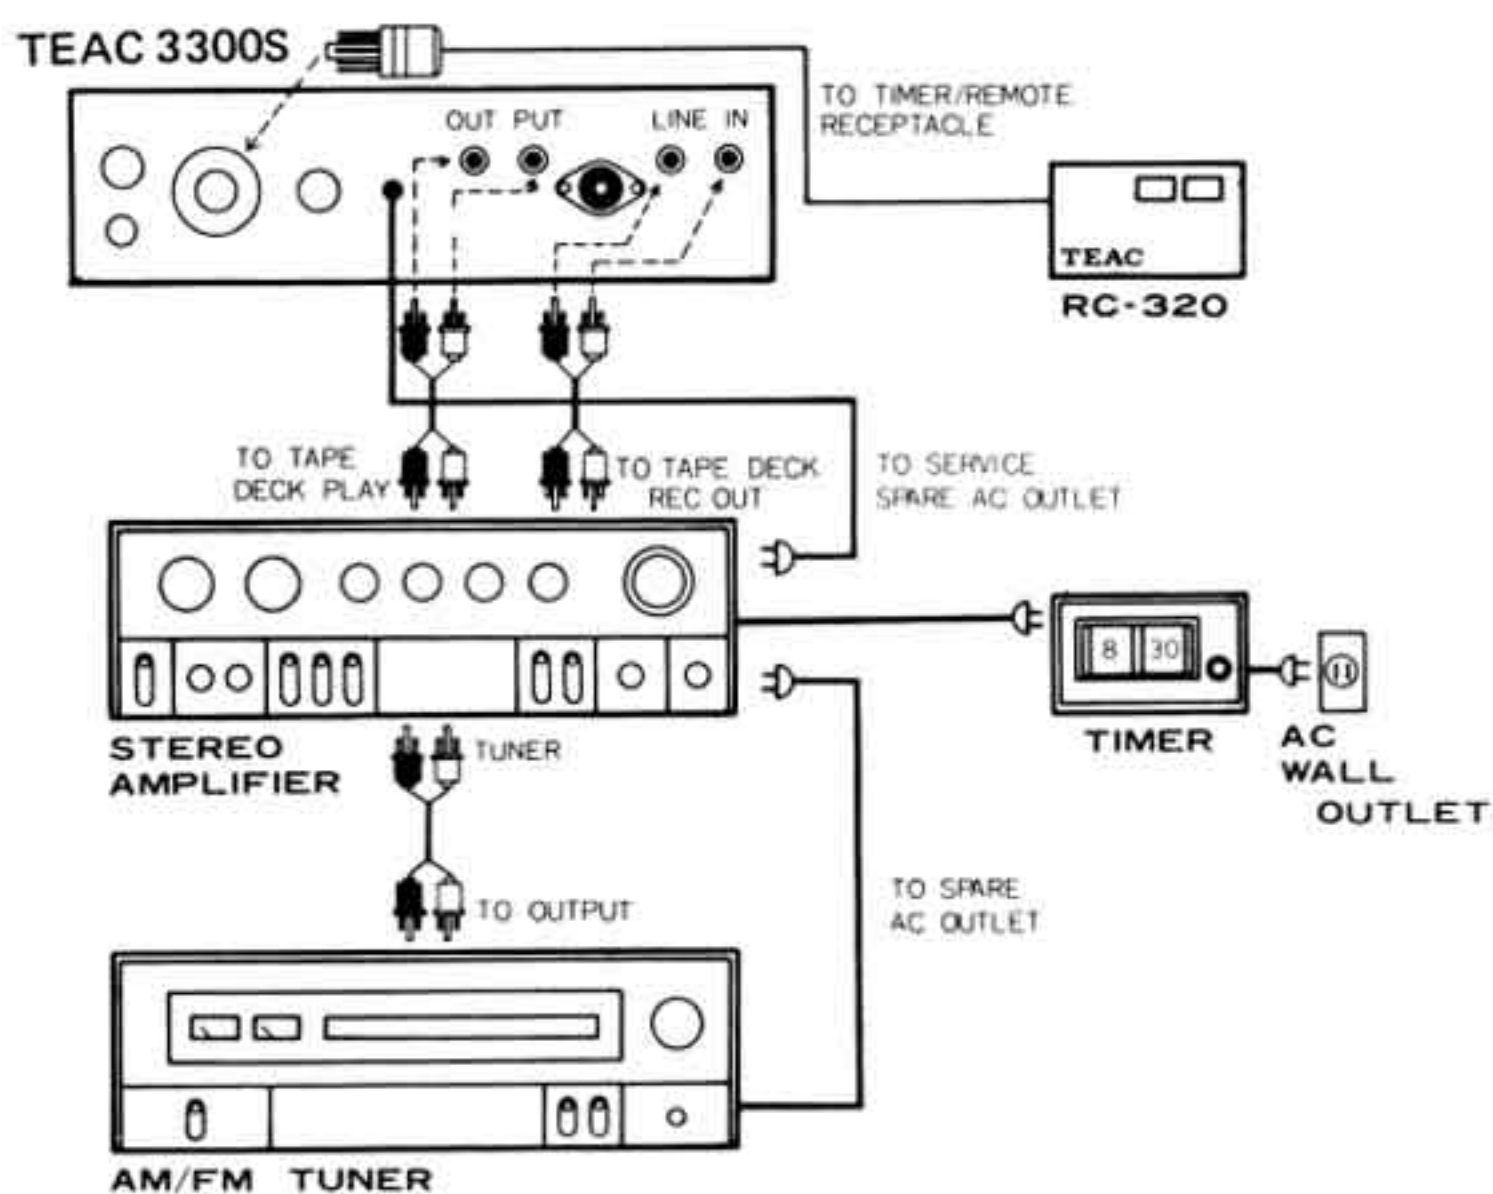 TEAC 3300S
TO TIMER/REMOTE
RECEPTACLE
OUT PUT
LINE IN
TEAC
RC-320
TO TAPE
DECK PLAY
TO TAPE DECK
REC OUT
TO SERVICE
SPARE AC OUTLET
8 30
STEREO
AMPLIFIER
TUNER
TIMER
AC
WALL
OUTLET
TO OUTPUT
TO SPARE
AC OUTLET
AM/FM TUNER